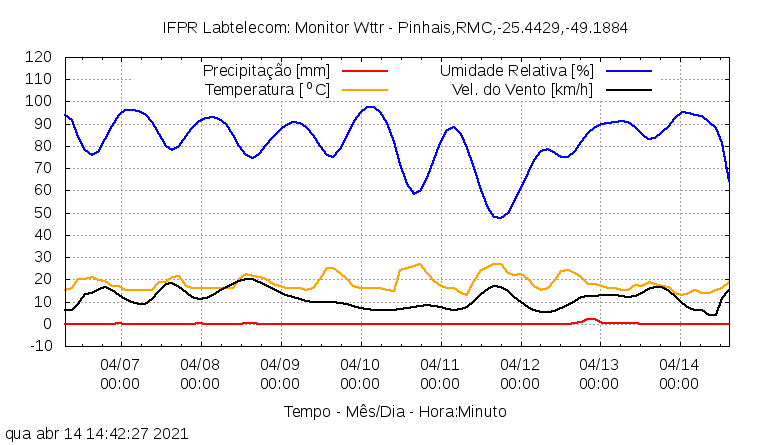 IFPR Labtelecom: Monitor Wttr - Pinhais,RMC,-25.4429,-49.1884
120
110
100
90
80
70
60
50
40
30
20
10
0
-10
Precipitação [mm]
Umidade Relativa [%]
Temperatura [ ⁰C]
Vel. do Vento [km/h]
04/07 04/08 04/09 04/10 04/11 04/12 04/13 04/14
00:00 00:00 00:00 00:00 00:00 00:00 00:00 00:00
Tempo - Mês/Dia - Hora:Minuto
qua abr 14 14:42:27 2021